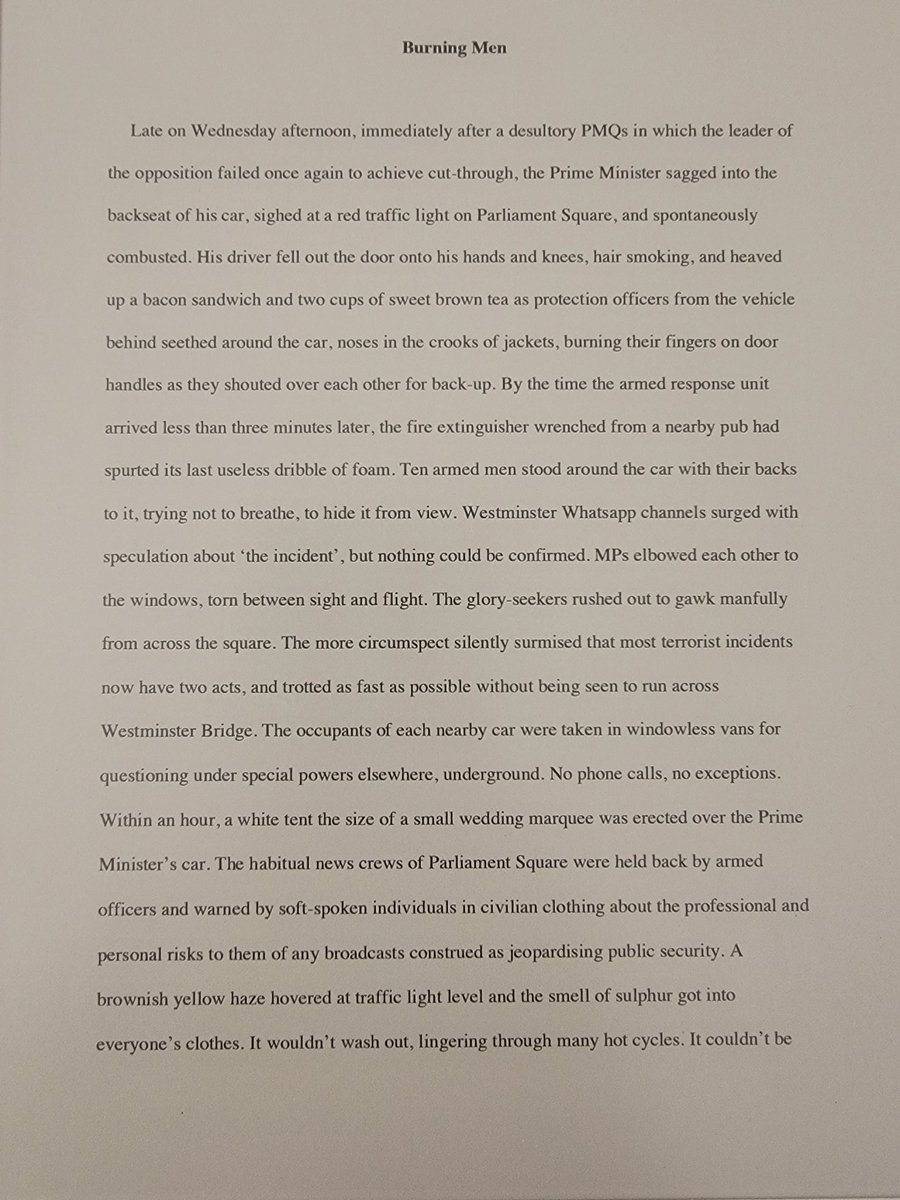 Burning Men
Late on Wednesday afternoon, immediately after a desultory PMQs in which the leader of
the opposition failed once again to achieve cut-through, the Prime Minister sagged into the
backseat of his car, sighed at a red traffic light on Parliament Square, and spontaneously
combusted. His driver fell out the door onto his hands and knees, hair smoking, and heaved
up a bacon sandwich and two cups of sweet brown tea as protection officers from the vehicle
behind seethed around the car, noses in the crooks of jackets, burning their fingers on door
handles as they shouted over each other for back-up. By the time the armed response unit
arrived less than three minutes later, the fire extinguisher wrenched from a nearby pub had
spurted its last useless dribble of foam. Ten armed men stood around the car with their backs
to it, trying not to breathe, to hide it from view. Westminster Whatsapp channels surged with
speculation about ‘the incident’, but nothing could be confirmed. MPs elbowed each other to
the windows, torn between sight and flight. The glory-seekers rushed out to gawk manfully
from across the square. The more circumspect silently surmised that most terrorist incidents
now have two acts, and trotted as fast as possible without being seen to run across
Westminster Bridge. The occupants of each nearby car were taken in windowless vans for
questioning under special powers elsewhere, underground. No phone calls, no exceptions.
Within an hour, a white tent the size of a small wedding marquee was erected over the Prime
Minister’s car. The habitual news crews of Parliament Square were held back by armed
officers and warned by soft-spoken individuals in civilian clothing about the professional and
personal risks to them of any broadcasts construed as jeopardising public security. A
brownish yellow haze hovered at traffic light level and the smell of sulphur got into
everyone’s clothes. It wouldn’t wash out, lingering through many hot cycles. It couldn’t be